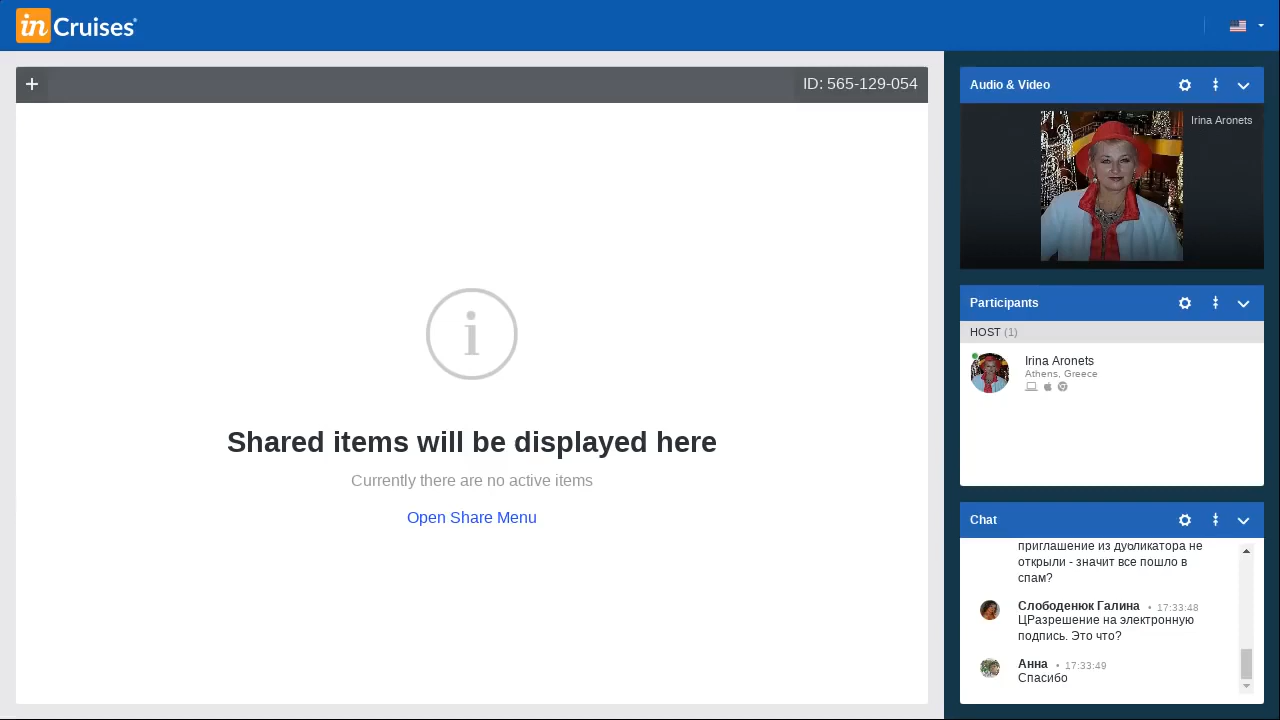 in Cruises®
+ ID: 565-129-054
Shared items will be displayed here
Currently there are no active items
Open Share Menu
Audio & Video
Irina Aronets
Participants
HOST (1)
Irina Aronets
Athens, Greece
Chat
приглашение из дубликатора не
открыли - значит все пошло в
спам?
Слободенюк Галина • 17:33:48
ЦРазрешение на электронную
подпись. Это что?
Анна • 17:33:49
Спасибо